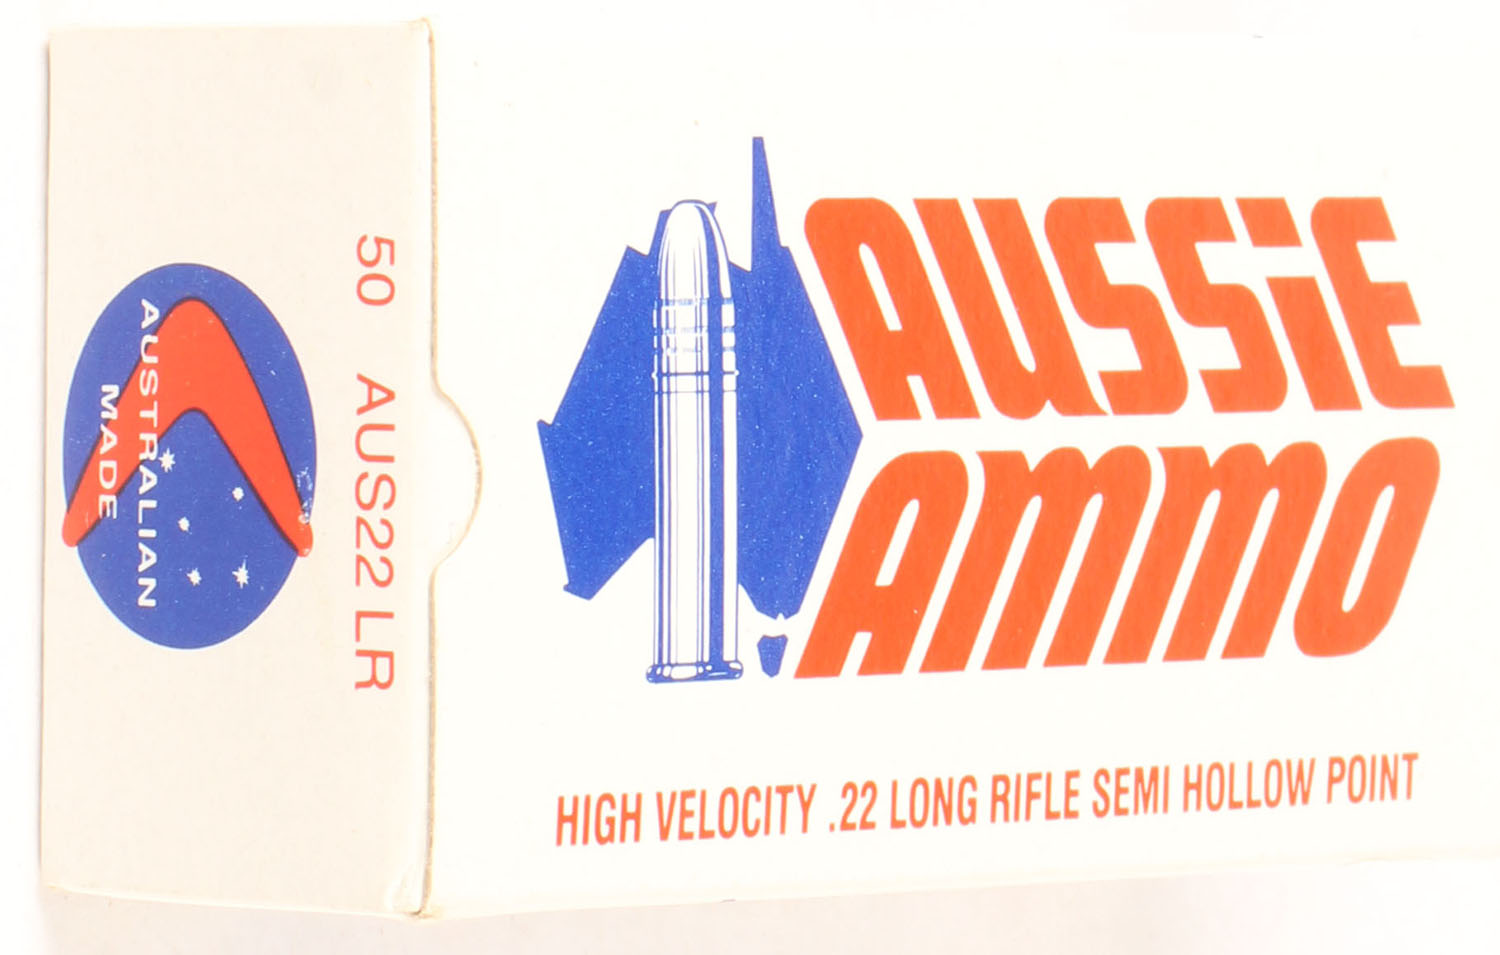 AUSSiE
AMMO
HIGH VELOCITY .22 LONG RIFLE SEMI HOLLOW POINT
50 AUS22 LR
AUSTRALIAN
MADE